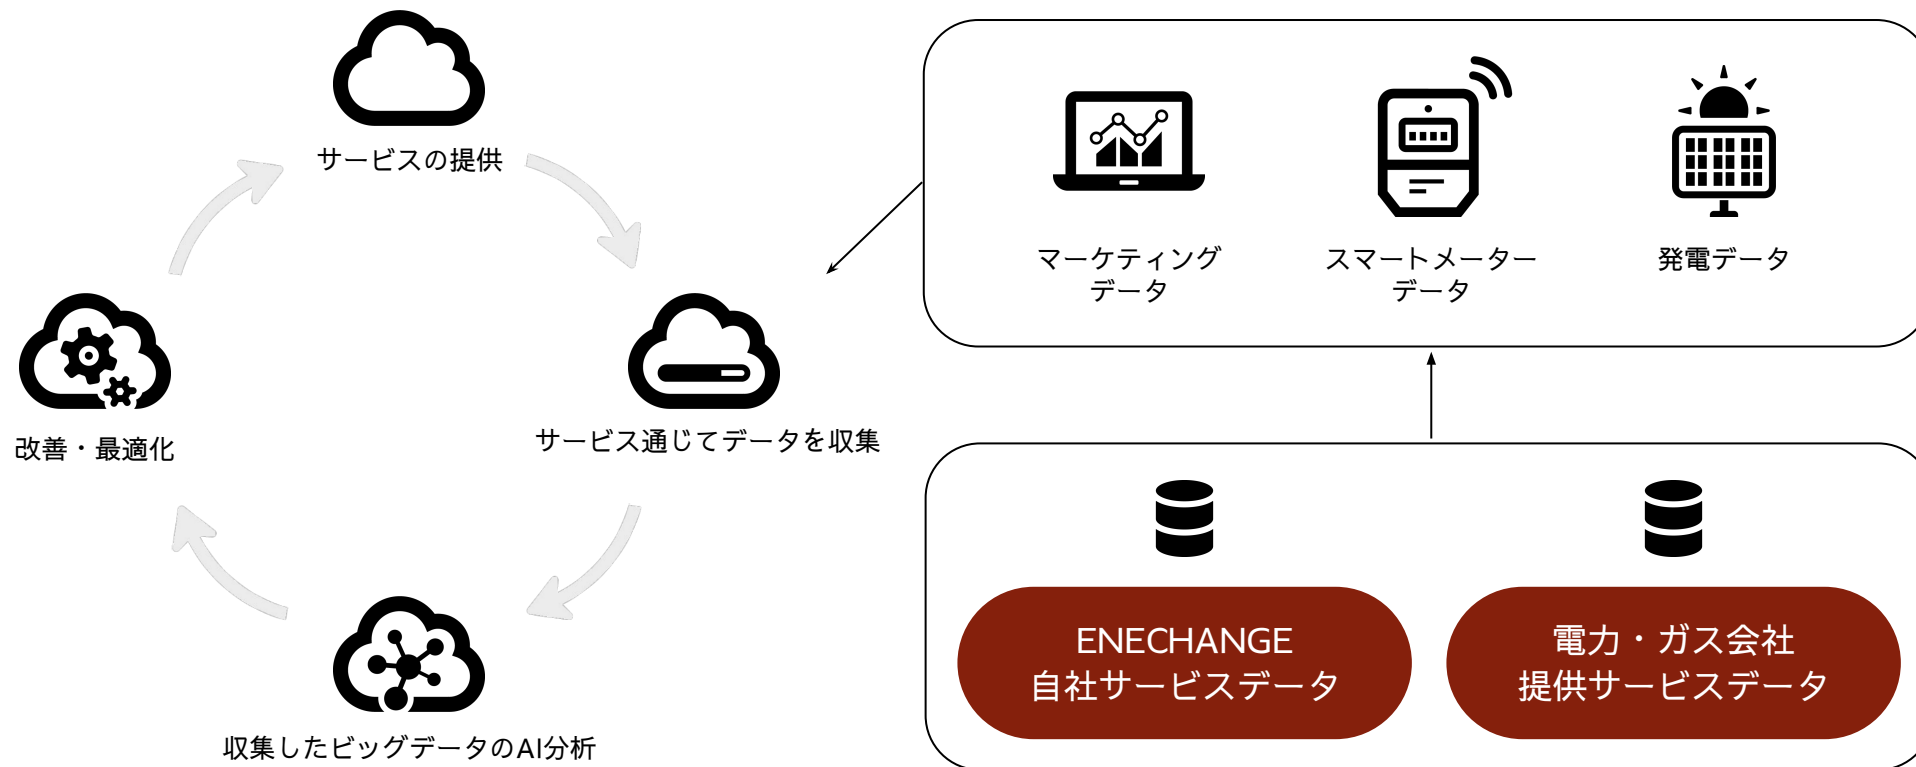 サービスの提供
改善・最適化
サービス通じてデータを収集
収集したビッグデータのAI分析
マーケティング
データ
スマートメーター
データ
発電データ
ENECHANGE
自社サービスデータ
電力・ガス会社
提供サービスデータ